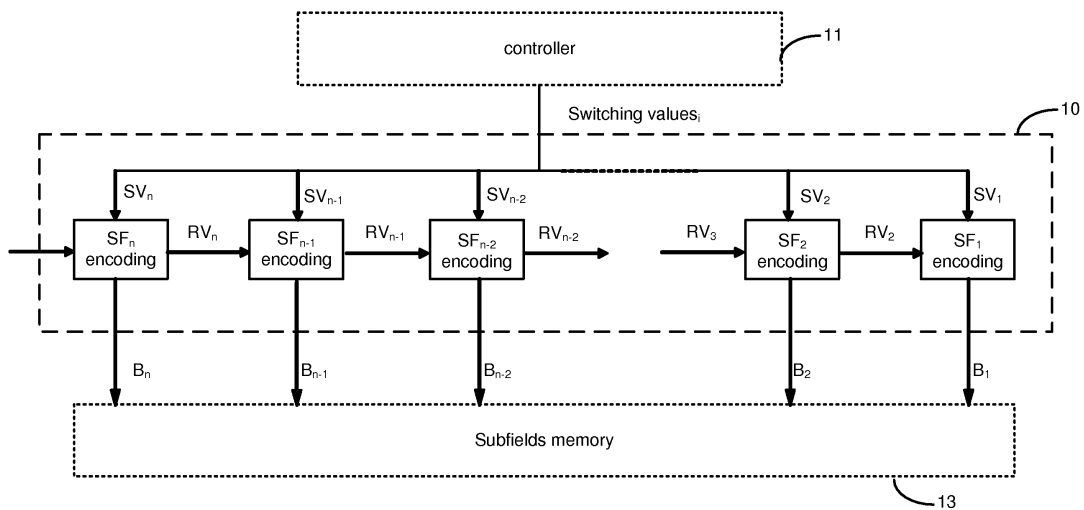 controller
11
Switching valuesᵢ
10
SVₙ
SVₙ₋₁
SVₙ₋₂
SV₂
SV₁
SFₙ
encoding
RVₙ
SFₙ₋₁
encoding
RVₙ₋₁
SFₙ₋₂
encoding
RVₙ₋₂
RV₃
SF₂
encoding
RV₂
SF₁
encoding
Bₙ
Bₙ₋₁
Bₙ₋₂
B₂
B₁
Subfields memory
13